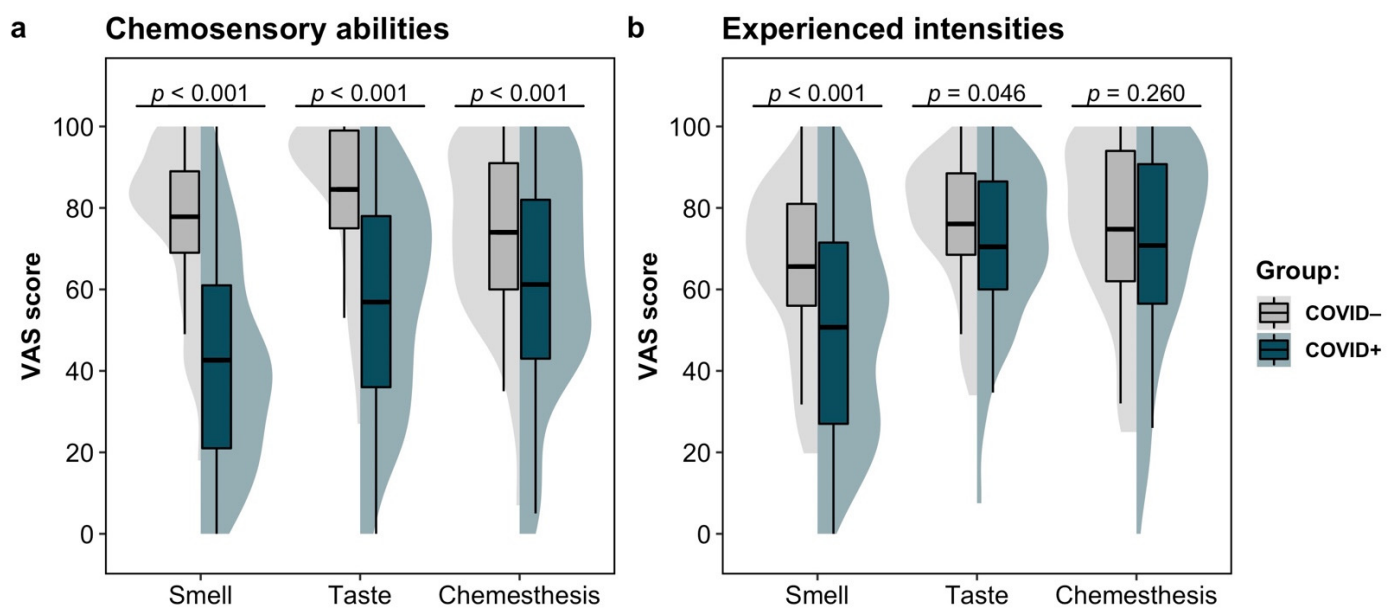 a Chemosensory abilities
p < 0.001 p < 0.001 p < 0.001
VAS score
100
80
60
40
20
0
Smell Taste Chemesthesis
b Experienced intensities
p < 0.001 p = 0.046 p = 0.260
VAS score
100
80
60
40
20
0
Smell Taste Chemesthesis
Group:
COVID–
COVID+